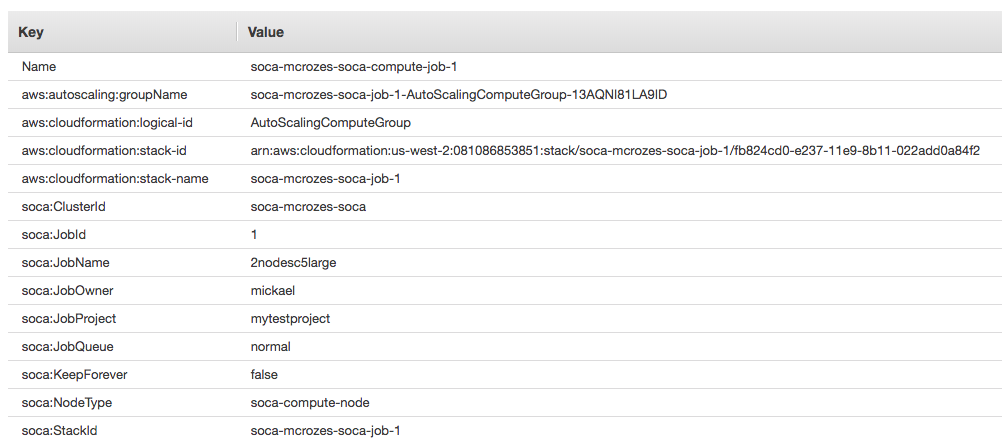 Key Value
Name soca-mcrozes-soca-compute-job-1
aws:autoscaling:groupName soca-mcrozes-soca-job-1-AutoScalingComputeGroup-13AQNI81LA9ID
aws:cloudformation:logical-id AutoScalingComputeGroup
aws:cloudformation:stack-id arn:aws:cloudformation:us-west-2:081086853851:stack/soca-mcrozes-soca-job-1/fb824cd0-e237-11e9-8b11-022add0a84f2
aws:cloudformation:stack-name soca-mcrozes-soca-job-1
soca:ClusterId soca-mcrozes-soca
soca:JobId 1
soca:JobName 2nodesc5large
soca:JobOwner mickael
soca:JobProject mytestproject
soca:JobQueue normal
soca:KeepForever false
soca:NodeType soca-compute-node
soca:StackId soca-mcrozes-soca-job-1